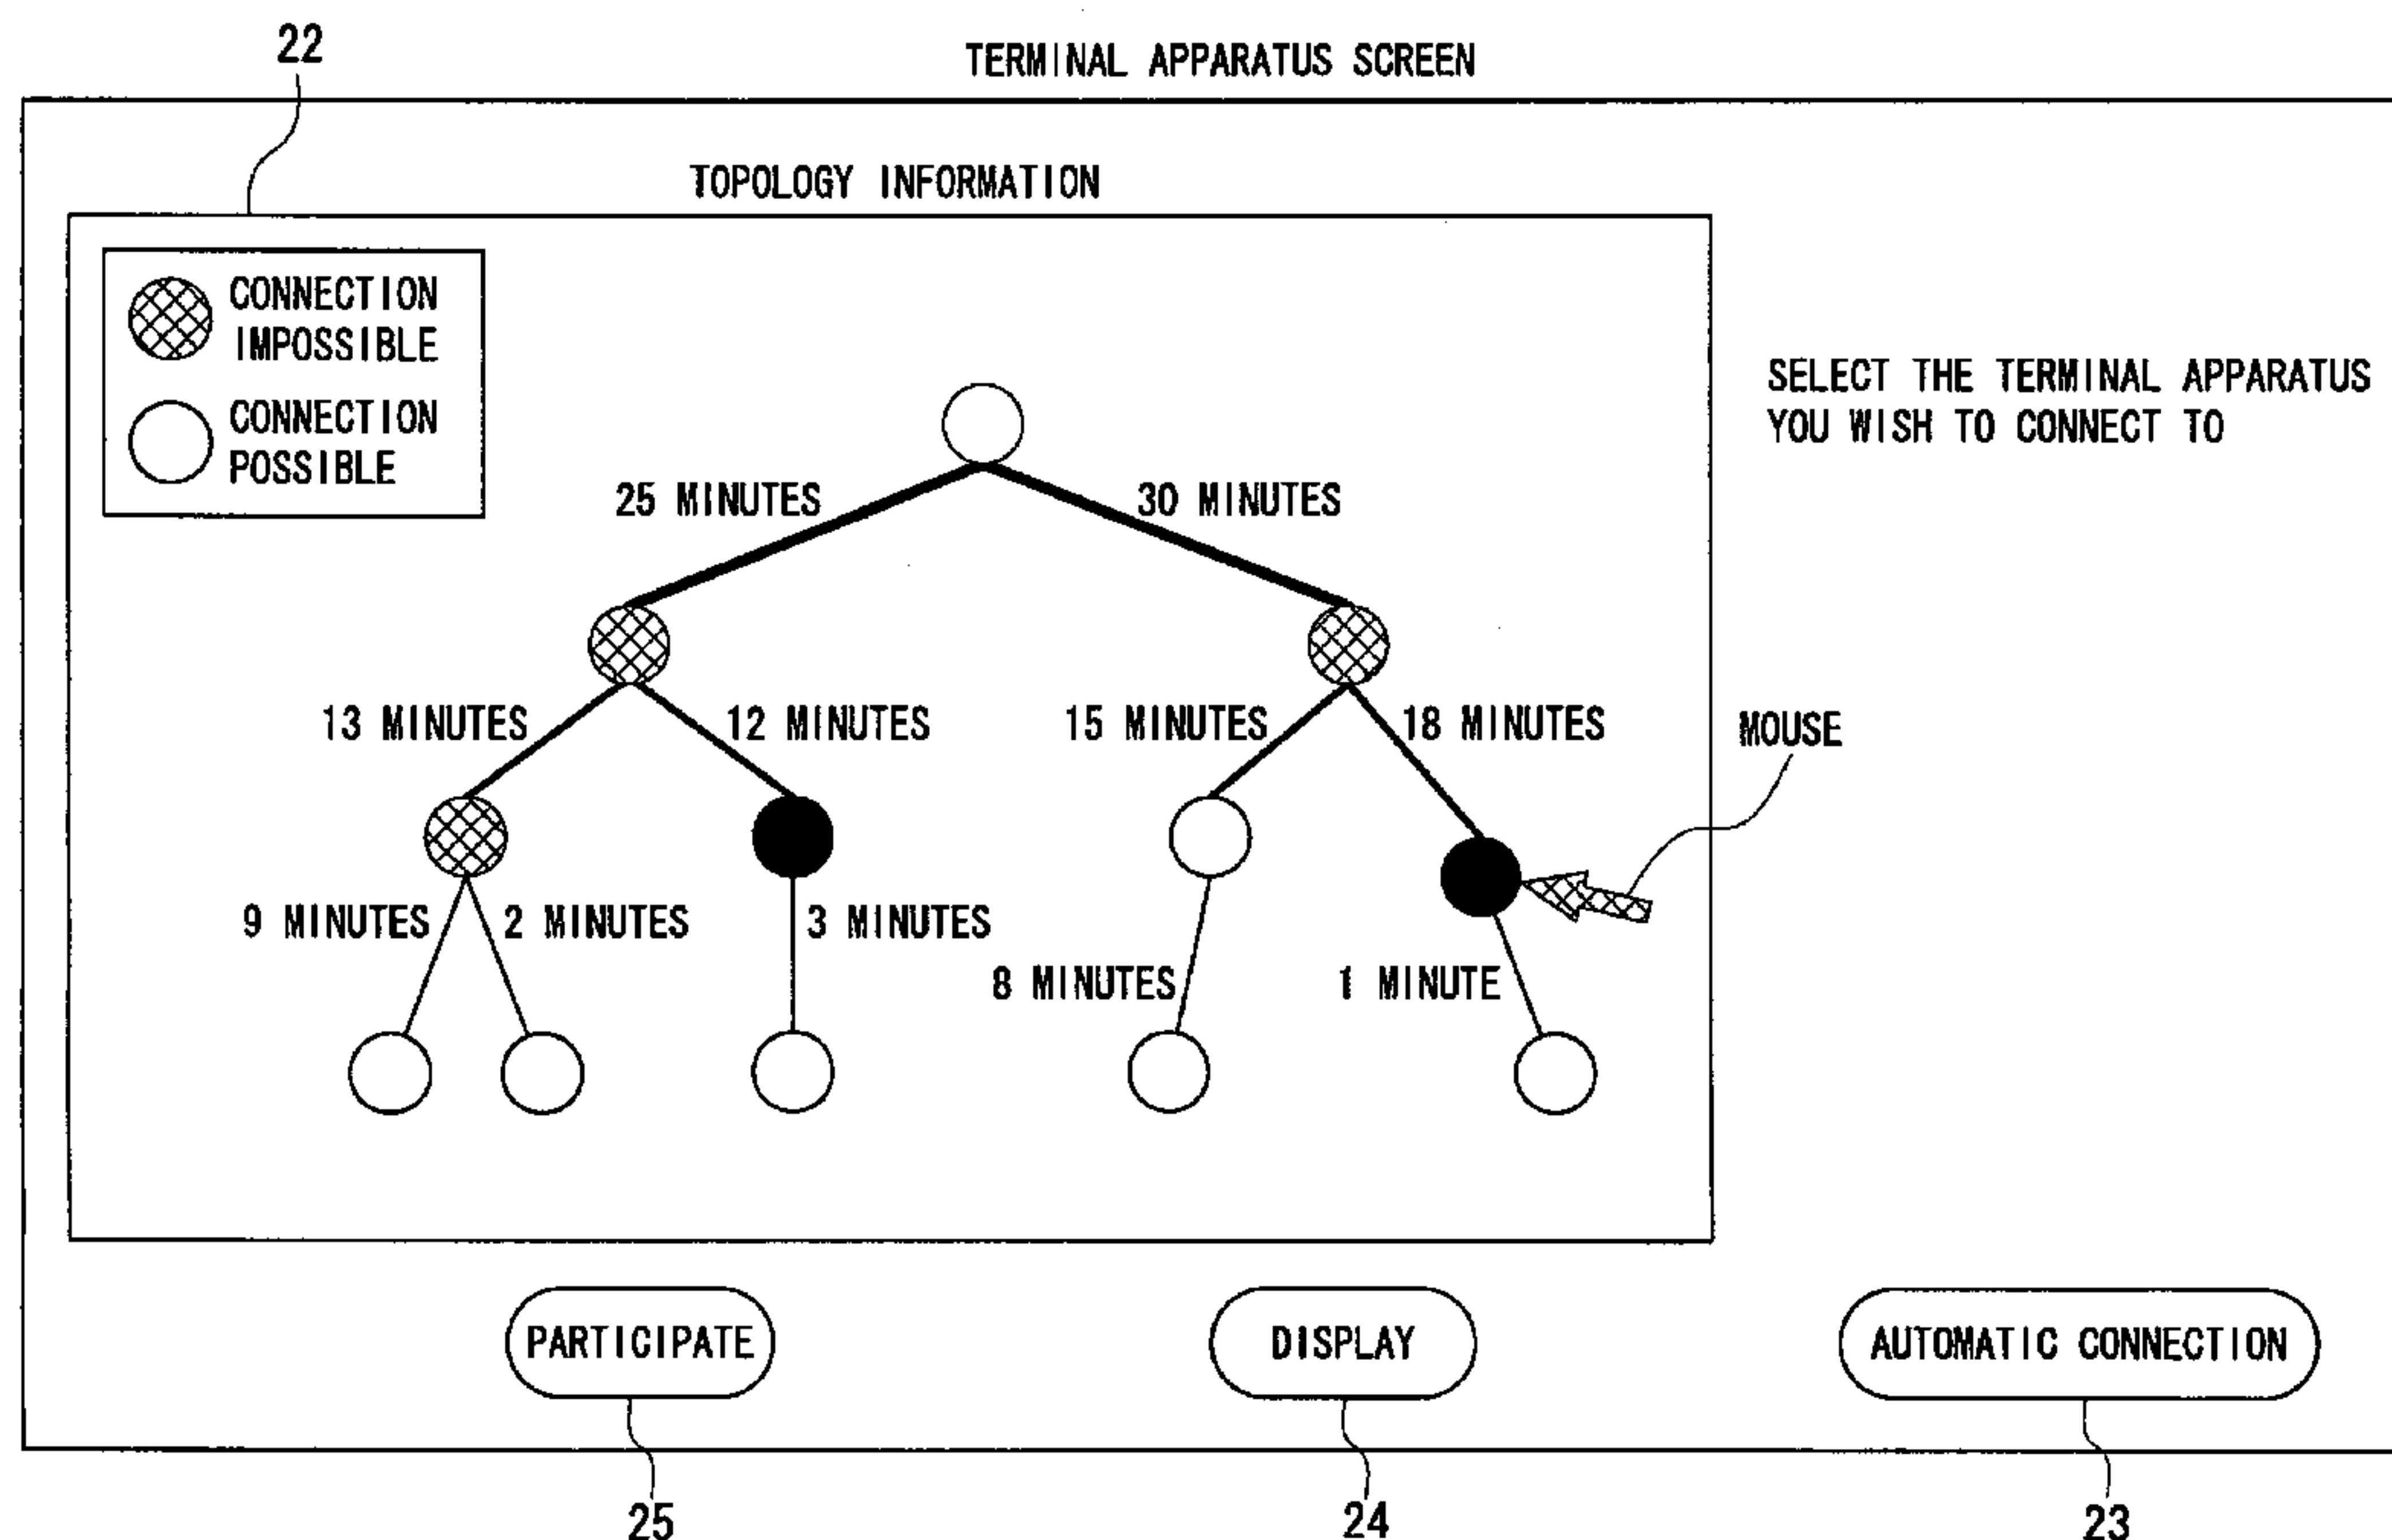 22
TERMINAL APPARATUS SCREEN
TOPOLOGY INFORMATION
CONNECTION
IMPOSSIBLE
CONNECTION
POSSIBLE
SELECT THE TERMINAL APPARATUS
YOU WISH TO CONNECT TO
25 MINUTES
30 MINUTES
13 MINUTES
12 MINUTES
15 MINUTES
18 MINUTES
MOUSE
9 MINUTES
2 MINUTES
3 MINUTES
8 MINUTES
1 MINUTE
PARTICIPATE
DISPLAY
AUTOMATIC CONNECTION
25
24
23